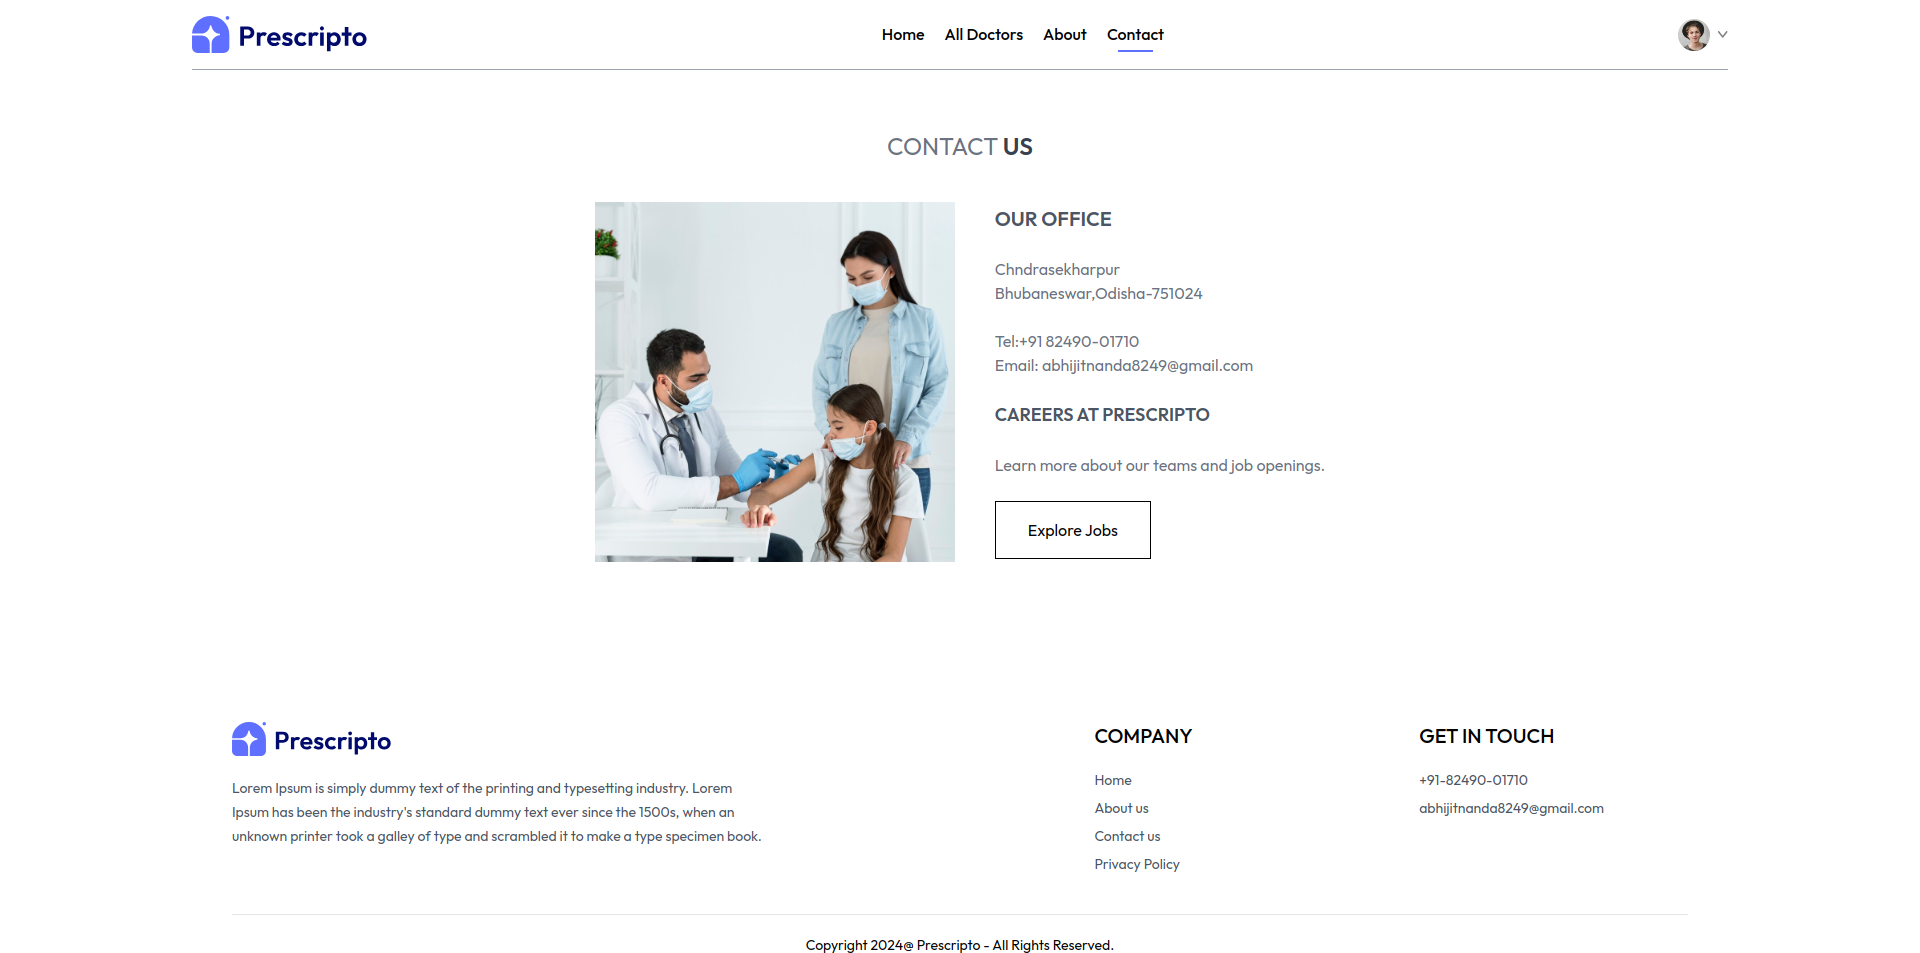 Prescripto
Home All Doctors About Contact
CONTACT US
OUR OFFICE
Chndrasekharpur
Bhubaneswar,Odisha-751024
Tel:+91 82490-01710
Email: abhijitnanda8249@gmail.com
CAREERS AT PRESCRIPTO
Learn more about our teams and job openings.
Explore Jobs
Prescripto
Lorem Ipsum is simply dummy text of the printing and typesetting industry. Lorem
Ipsum has been the industry's standard dummy text ever since the 1500s, when an
unknown printer took a galley of type and scrambled it to make a type specimen book.
COMPANY
Home
About us
Contact us
Privacy Policy
GET IN TOUCH
+91-82490-01710
abhijitnanda8249@gmail.com
Copyright 2024@ Prescripto - All Rights Reserved.